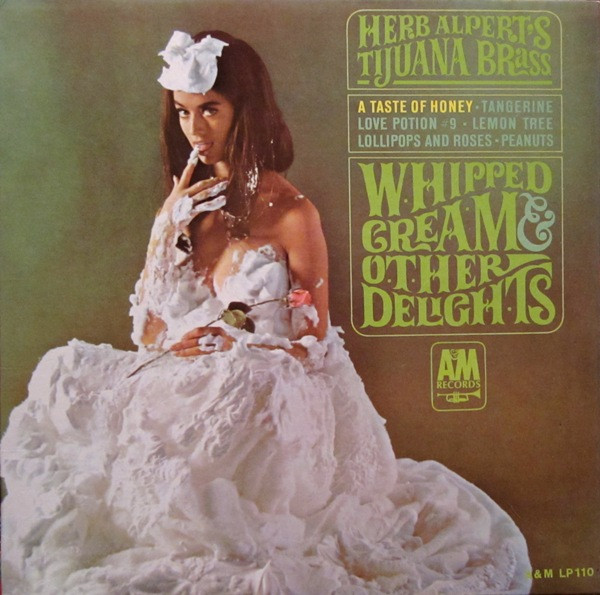 HERB ALPERT'S
TIJUANA BRASS
A TASTE OF HONEY · TANGERINE
LOVE POTION #9 · LEMON TREE
LOLLIPOPS AND ROSES · PEANUTS
WHIPPED
CREAM &
OTHER
DELIGHTS
A&M
RECORDS
A&M LP110